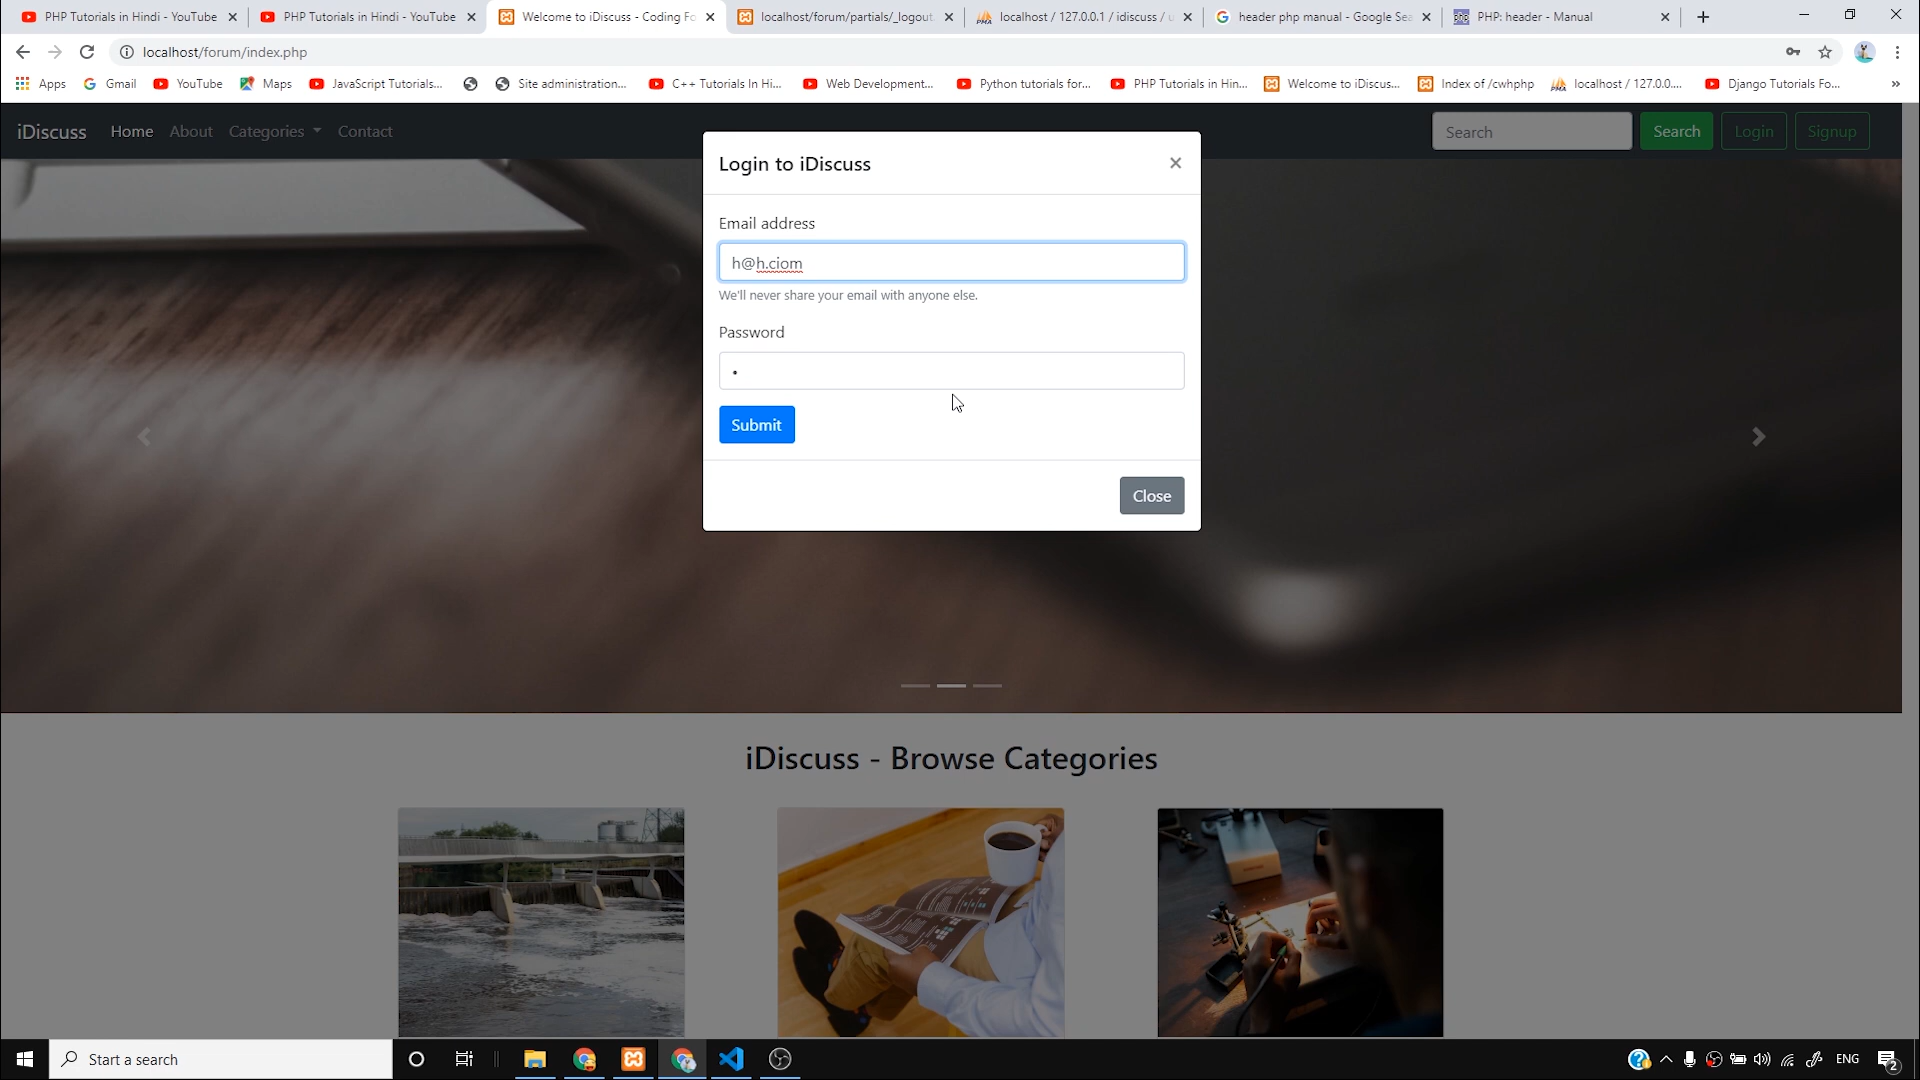 PHP Tutorials in Hindi - YouTube
PHP Tutorials in Hindi - YouTube
Welcome to iDiscuss - Coding Fo
localhost/forum/partials/_logout.
localhost / 127.0.0.1 / idiscuss / u
header php manual - Google Sea
PHP: header - Manual
localhost/forum/index.php
Apps
Gmail
YouTube
Maps
JavaScript Tutorials...
Site administration...
C++ Tutorials In Hi...
Web Development...
Python tutorials for...
PHP Tutorials in Hin...
Welcome to iDiscus...
Index of /cwhphp
localhost / 127.0.0....
Django Tutorials Fo...
»
iDiscuss Home About Categories Contact
Search Search Login Signup
Login to iDiscuss ×
Email address
h@h.ciom
We'll never share your email with anyone else.
Password
Submit
Close
iDiscuss - Browse Categories
Start a search
ENG
2